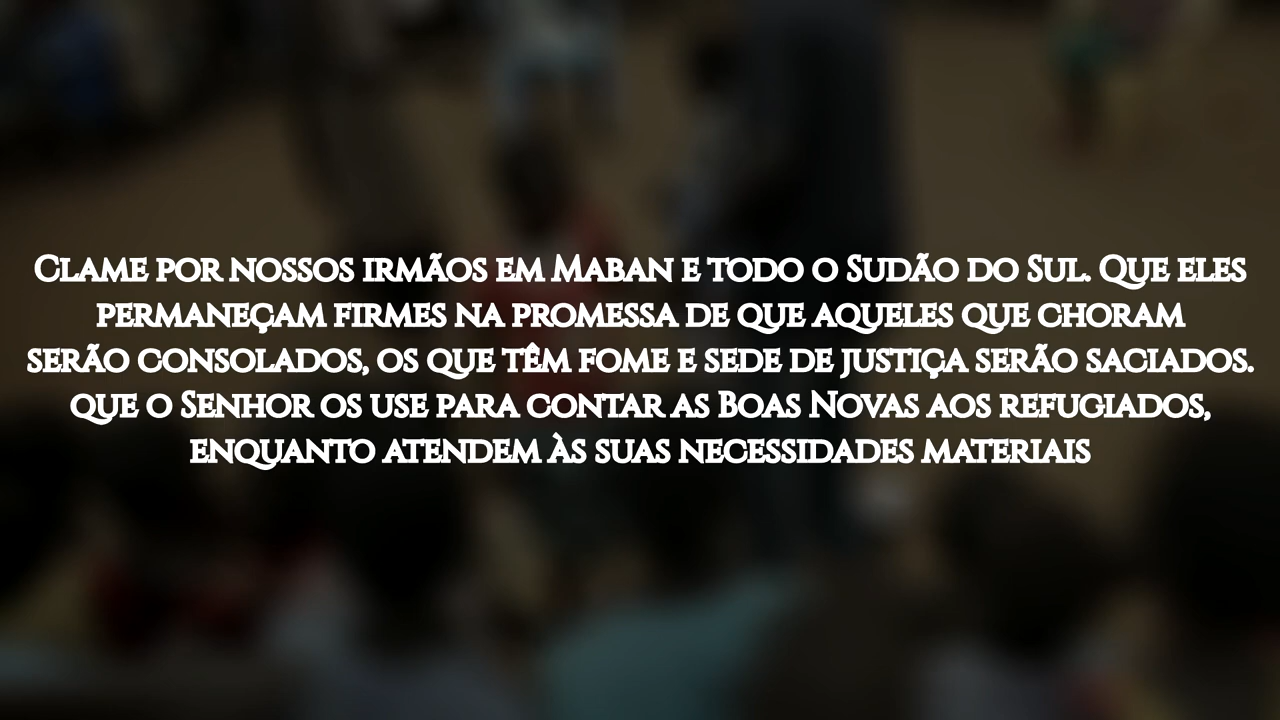 Clame por nossos irmãos em Maban e todo o Sudão do Sul. Que eles
permaneçam firmes na promessa de que aqueles que choram
serão consolados, os que têm fome e sede de justiça serão saciados.
que o Senhor os use para contar as Boas Novas aos refugiados,
enquanto atendem às suas necessidades materiais